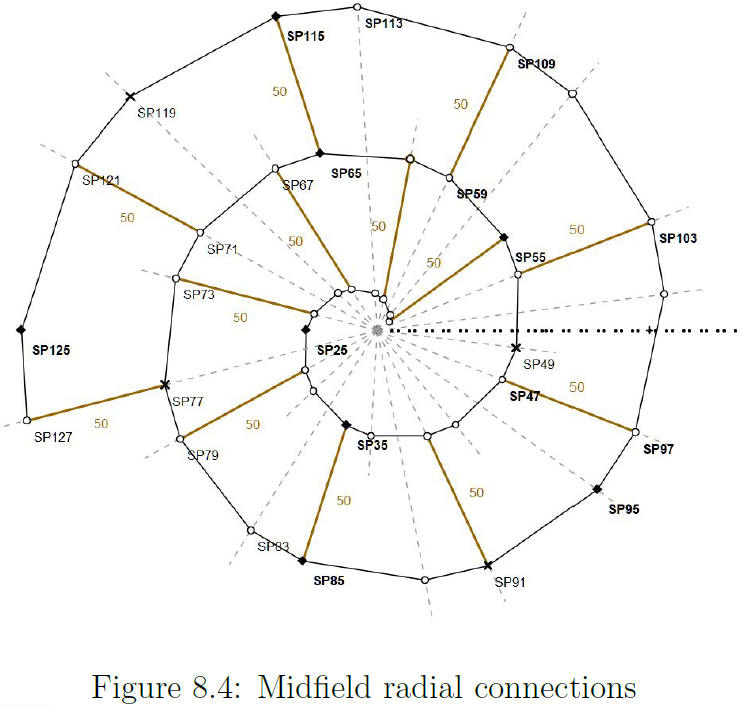 SP115
SP113
SP109
50
50
SP119
SP65
SP67
SP59
SP121
50
50
50
SP71
50
SP55
50
SP103
SP73
50
SP25
SP125
SP49
SP77
SP47
50
50
50
SP127
SP79
SP35
SP97
50
50
SP95
SP83
SP85
SP91
Figure 8.4: Midfield radial connections